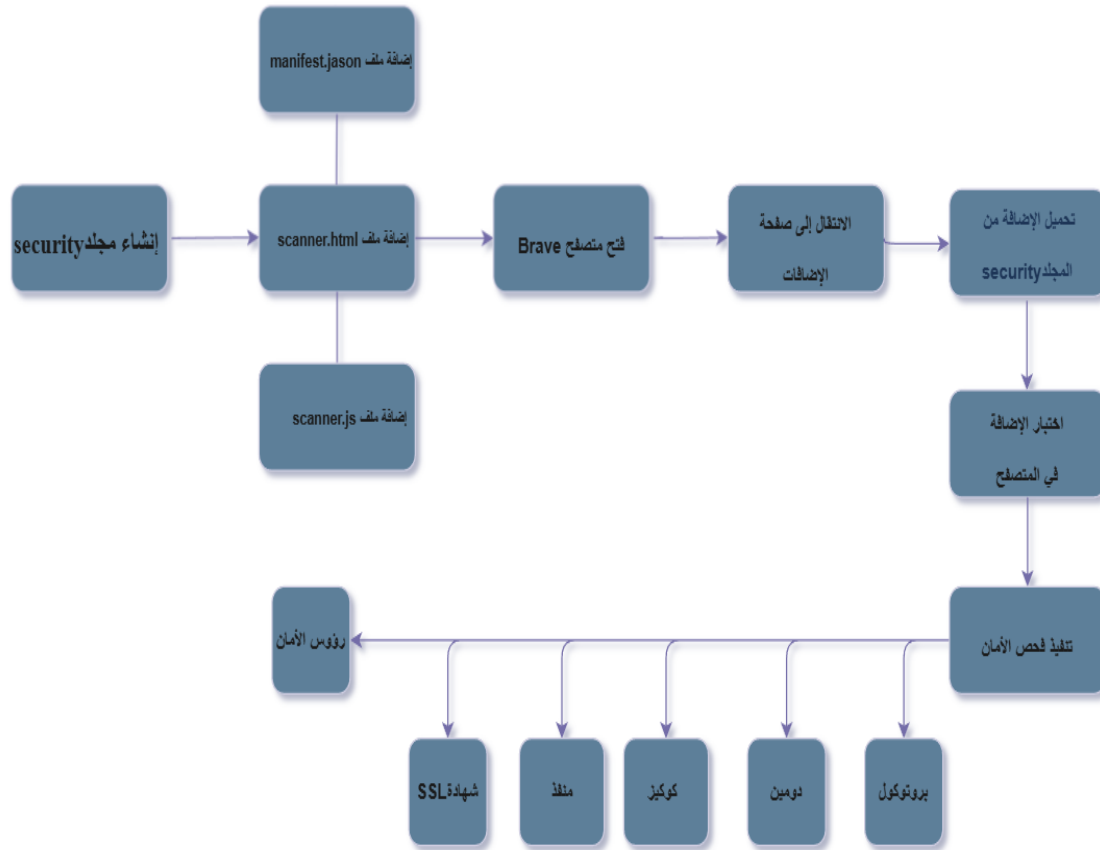 إضافة ملف manifest.jason
إنشاء مجلدsecurity
إضافة ملف scanner.html
فتح متصفح Brave
الانتقال إلى صفحة
الإضافات
تحميل الإضافة من
المجلدsecurity
إضافة ملف scanner.js
اختبار الإضافة
في المتصفح
تنفيذ فحص الأمان
رؤوس الأمان
شهادةSSL
منفذ
كوكيز
دومين
بروتوكول